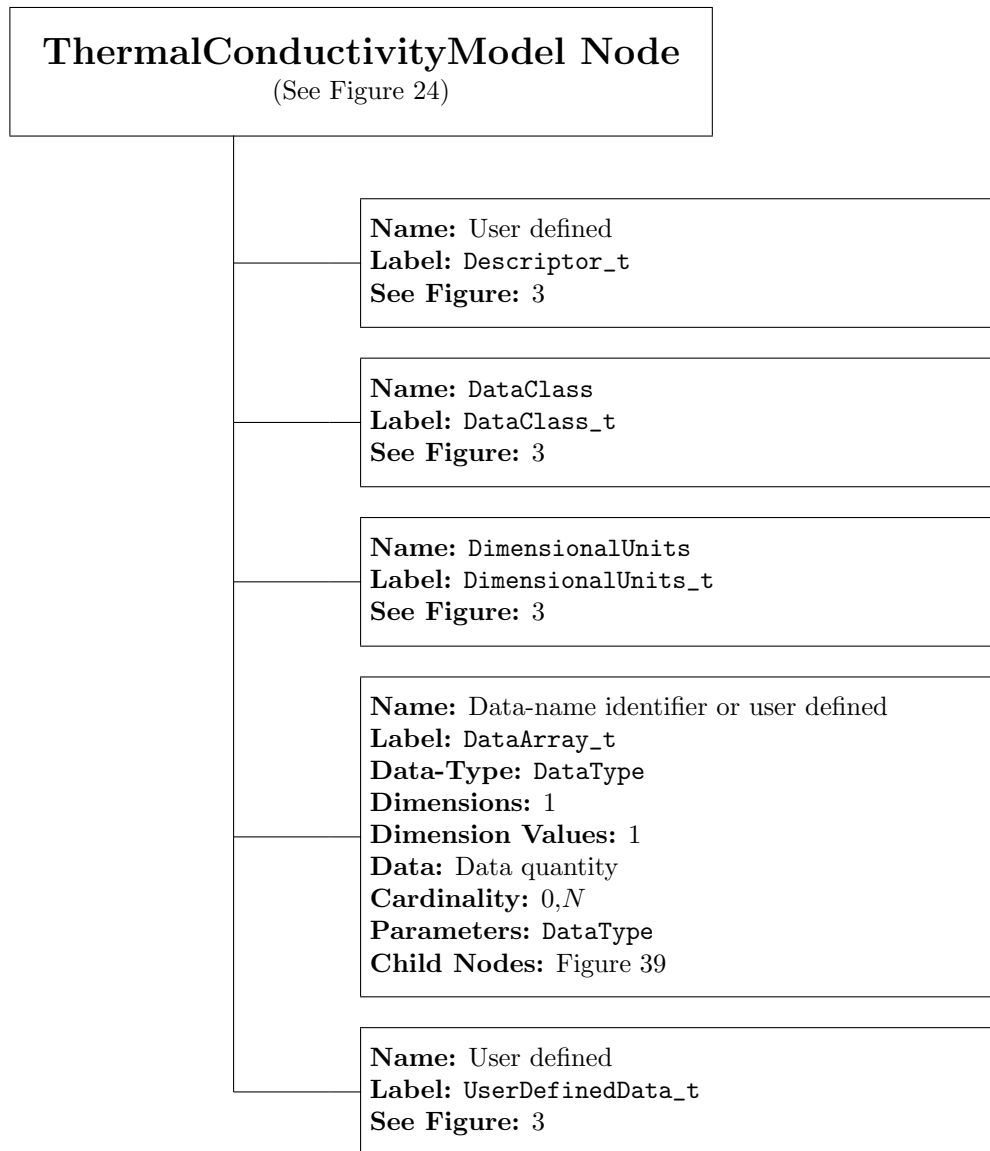 ThermalConductivityModel Node
(See Figure 24)
Name: User defined
Label: Descriptor_t
See Figure: 3
Name: DataClass
Label: DataClass_t
See Figure: 3
Name: DimensionalUnits
Label: DimensionalUnits_t
See Figure: 3
Name: Data-name identifier or user defined
Label: DataArray_t
Data-Type: DataType
Dimensions: 1
Dimension Values: 1
Data: Data quantity
Cardinality: 0,N
Parameters: DataType
Child Nodes: Figure 39
Name: User defined
Label: UserDefinedData_t
See Figure: 3